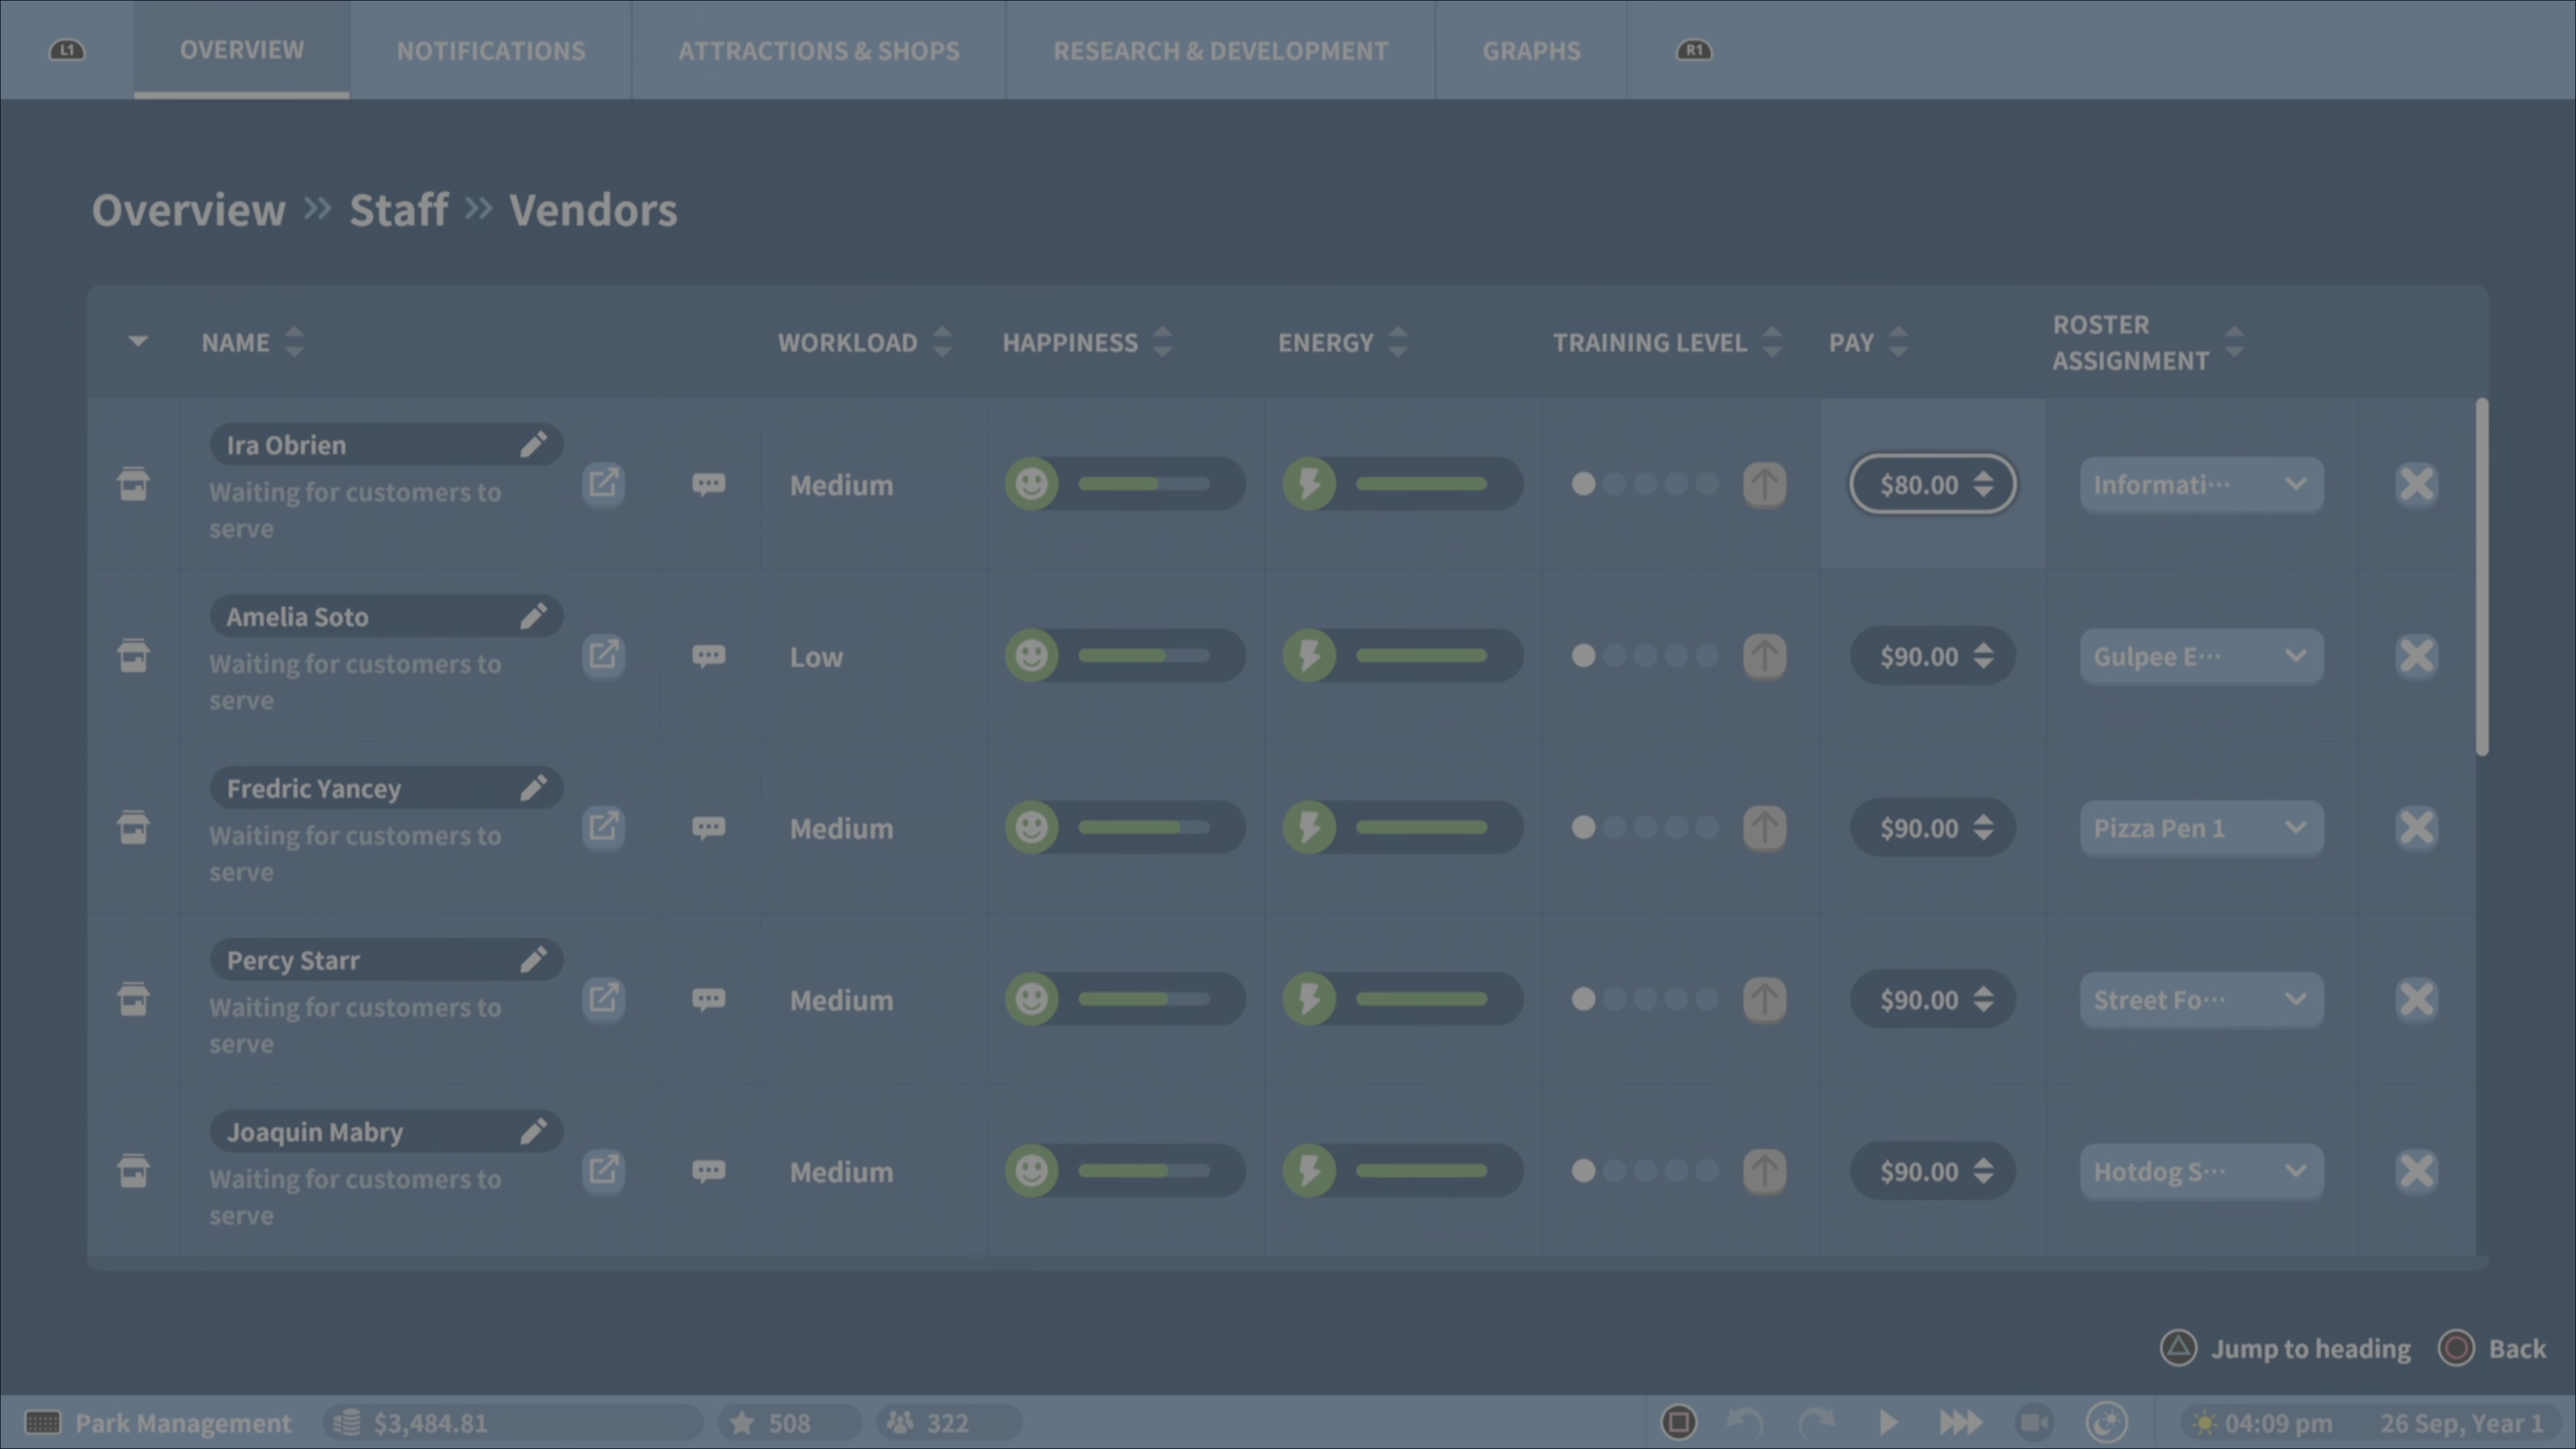 L1 OVERVIEW NOTIFICATIONS ATTRACTIONS & SHOPS RESEARCH & DEVELOPMENT GRAPHS R1
Overview » Staff » Vendors
NAME WORKLOAD HAPPINESS ENERGY TRAINING LEVEL PAY ROSTER
ASSIGNMENT
Ira Obrien
Waiting for customers to
serve
Medium $80.00 Informati···
Amelia Soto
Waiting for customers to
serve
Low $90.00 Gulpee E···
Fredric Yancey
Waiting for customers to
serve
Medium $90.00 Pizza Pen 1
Percy Starr
Waiting for customers to
serve
Medium $90.00 Street Fo···
Joaquin Mabry
Waiting for customers to
serve
Medium $90.00 Hotdog S···
Jump to heading Back
Park Management $3,484.81 508 322 04:09 pm 26 Sep, Year 1